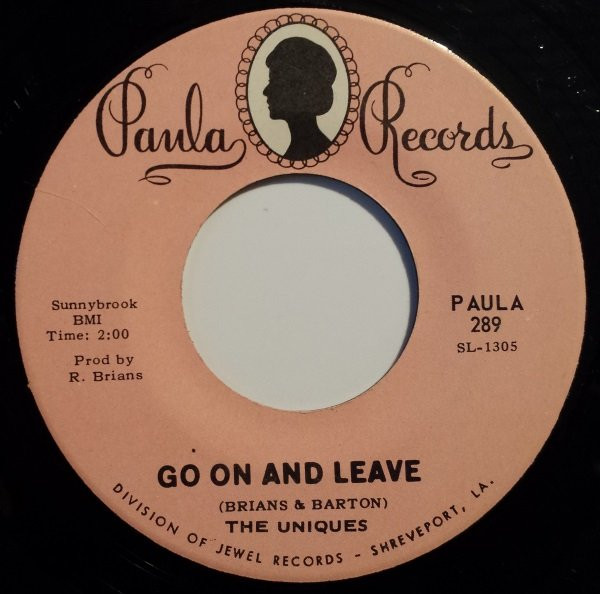 Paula Records
Sunnybrook
BMI
Time: 2:00
Prod by
R. Brians
PAULA
289
SL-1305
GO ON AND LEAVE
(BRIANS & BARTON)
THE UNIQUES
DIVISION OF JEWEL RECORDS - SHREVEPORT, LA.